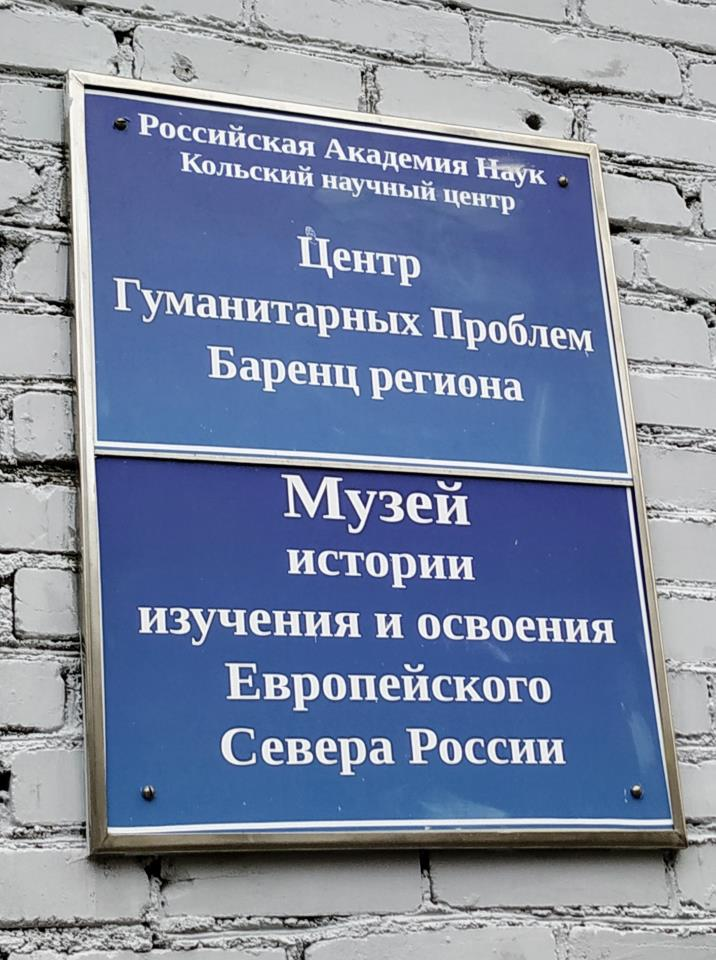 Российская Академия Наук
Кольский научный центр
Центр
Гуманитарных Проблем
Баренц региона
Музей
истории
изучения и освоения
Европейского
Севера России